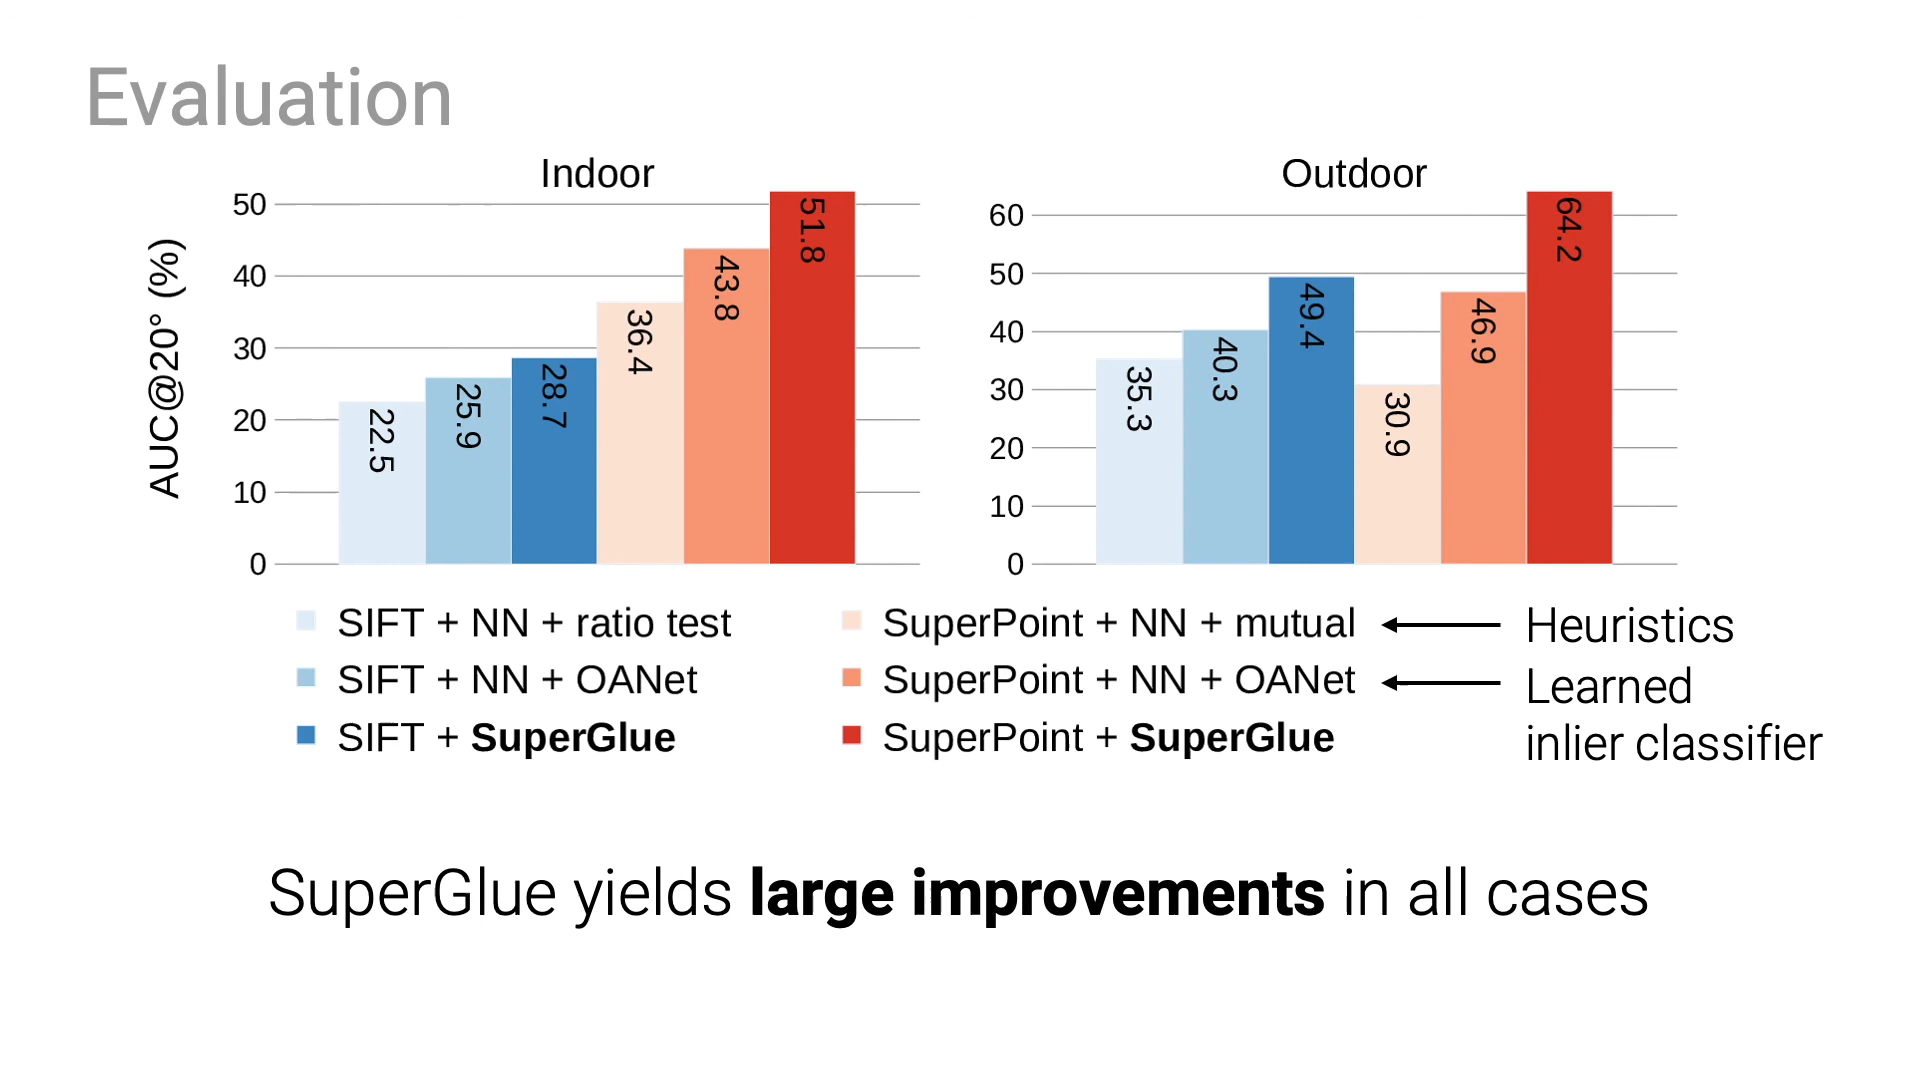 Evaluation
Indoor
AUC@20° (%)
50
40
30
20
10
0
22.5
25.9
28.7
36.4
43.8
51.8
Outdoor
60
50
40
30
20
10
0
35.3
40.3
49.4
30.9
46.9
64.2
SIFT + NN + ratio test
SIFT + NN + OANet
SIFT + SuperGlue
SuperPoint + NN + mutual
SuperPoint + NN + OANet
SuperPoint + SuperGlue
Heuristics
Learned
inlier classifier
SuperGlue yields large improvements in all cases